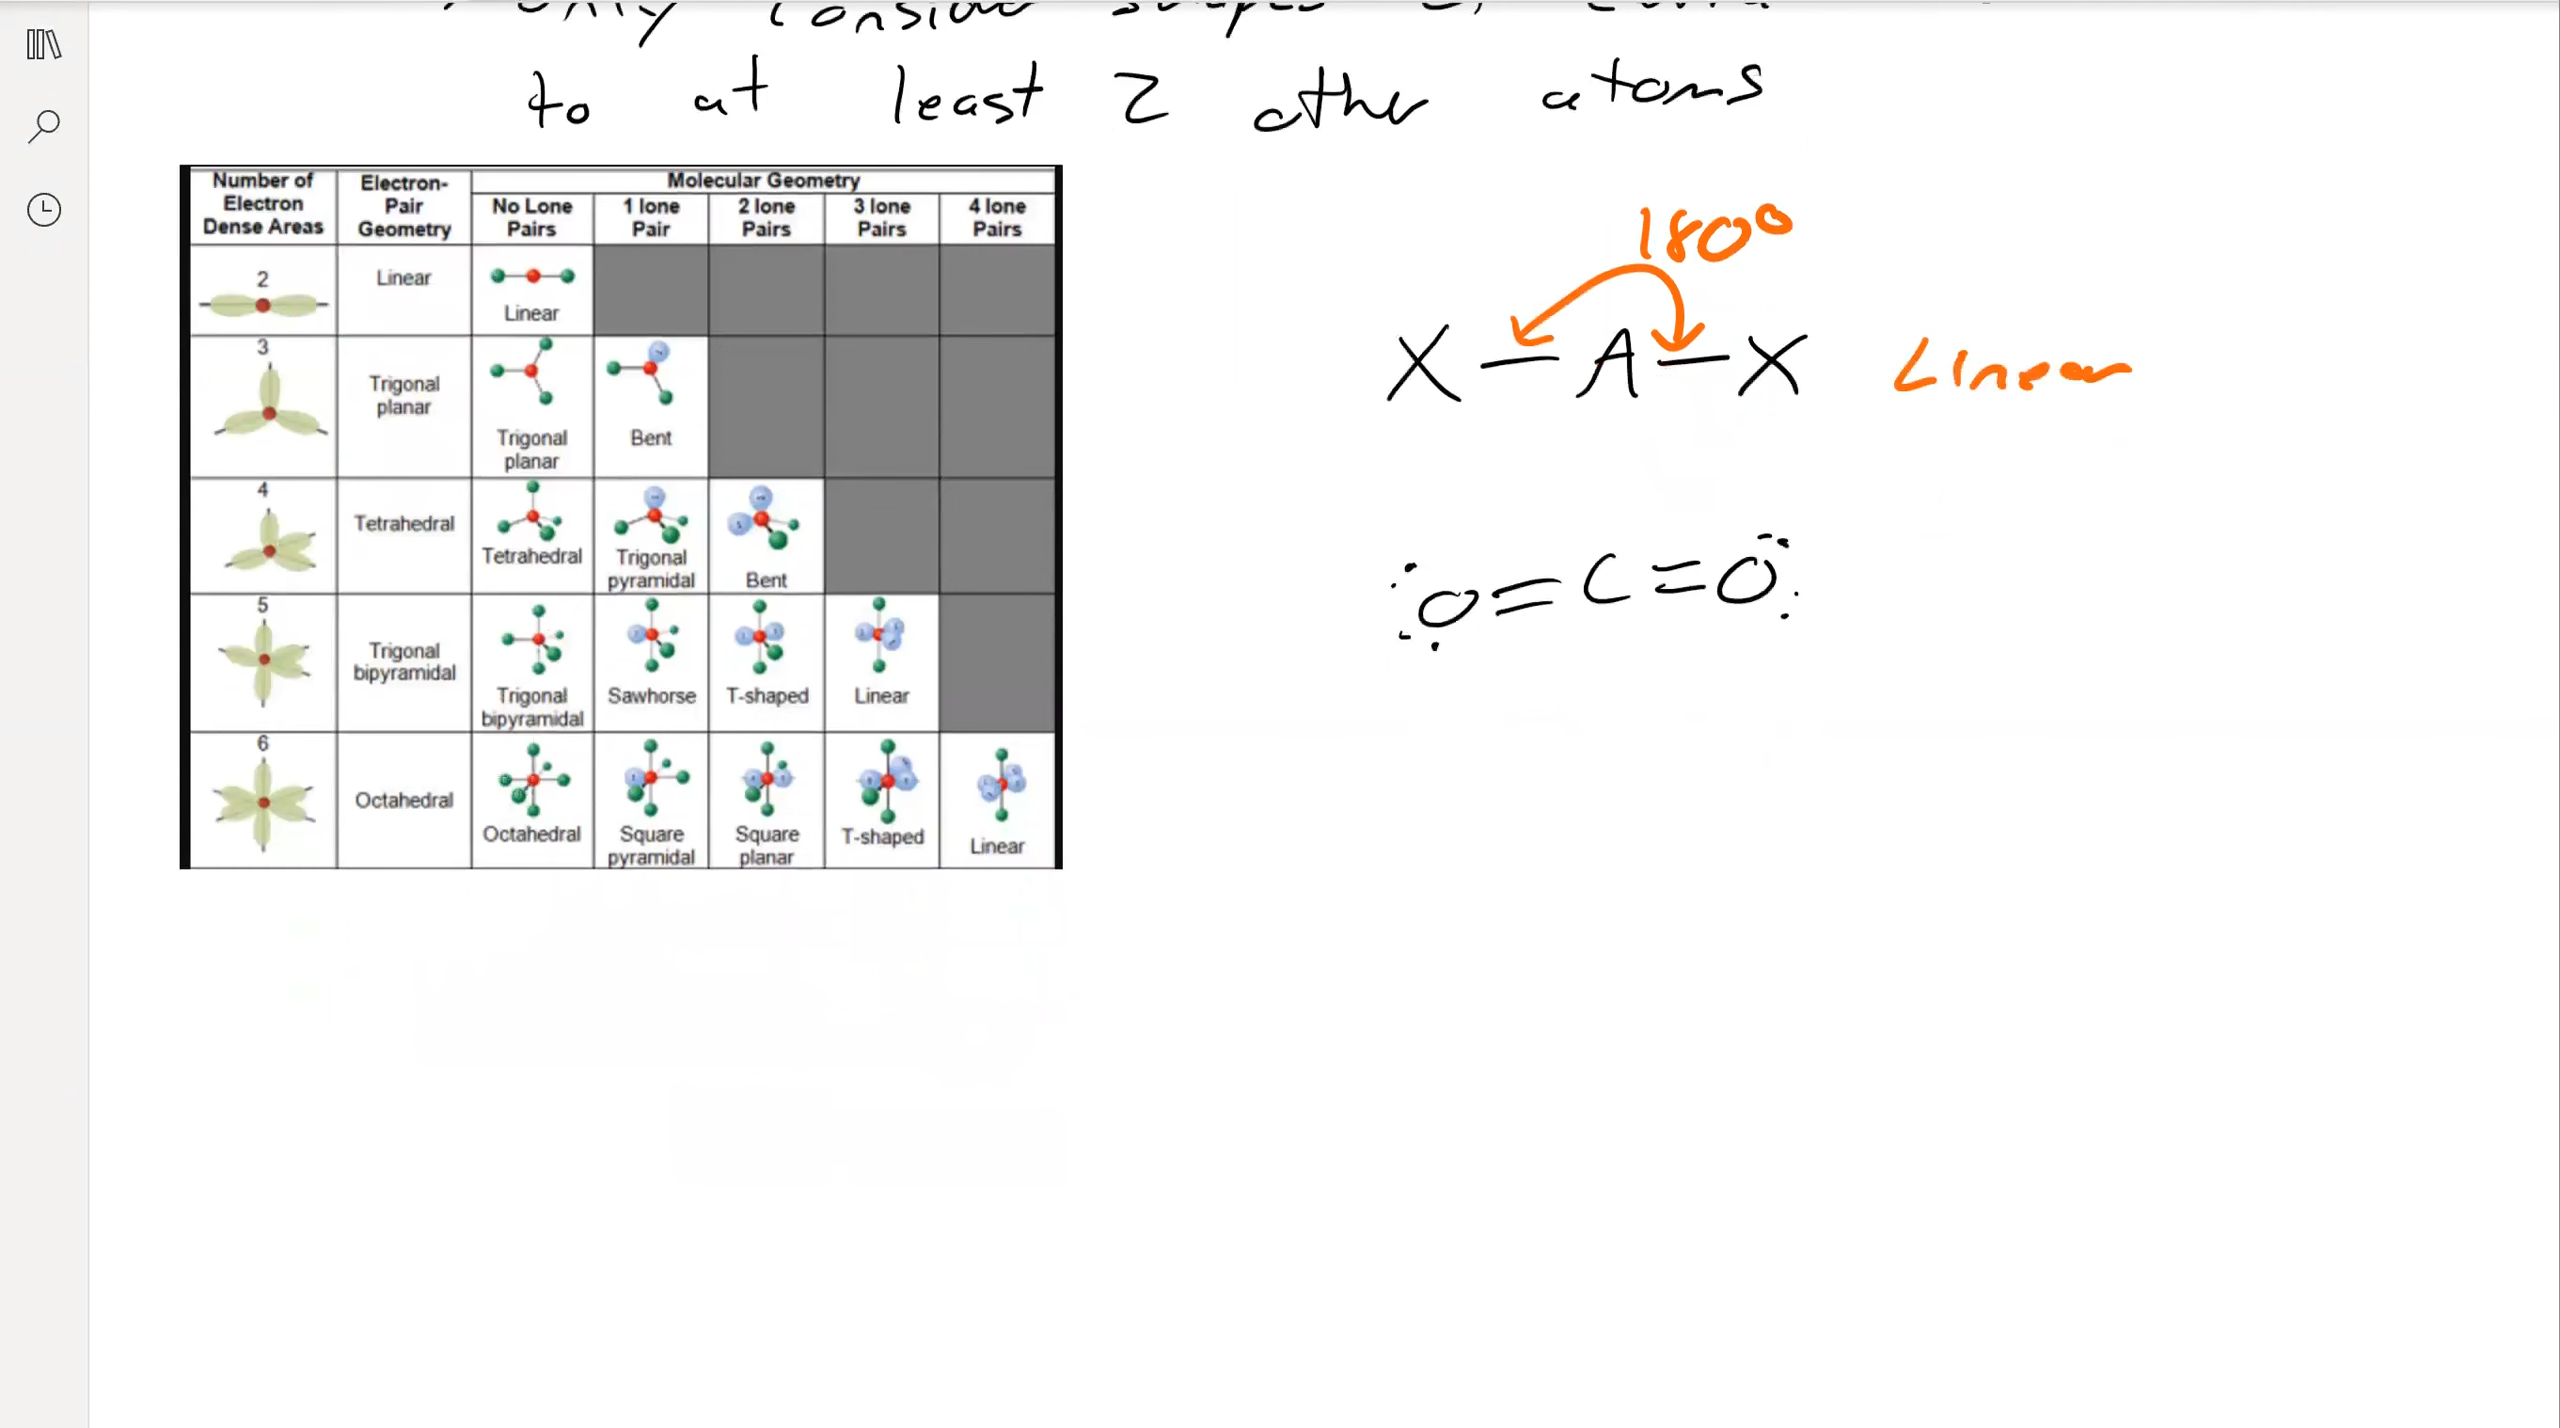 only consider shapes
to at least 2 other atoms
Number of Electron Dense Areas
Electron-Pair Geometry
Molecular Geometry
No Lone Pairs
1 lone Pair
2 lone Pairs
3 lone Pairs
4 lone Pairs
2
Linear
Linear
3
Trigonal planar
Trigonal planar
Bent
4
Tetrahedral
Tetrahedral
Trigonal pyramidal
Bent
5
Trigonal bipyramidal
Trigonal bipyramidal
Sawhorse
T-shaped
Linear
6
Octahedral
Octahedral
Square pyramidal
Square planar
T-shaped
Linear
180°
X — A — X Linear
O = C = O